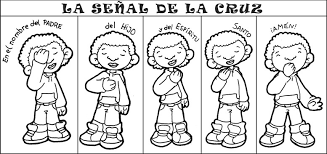 LA SEÑAL DE LA CRUZ
En el nombre del PADRE
del HIJO
y del ESPÍRITU
SANTO
¡AMÉN!